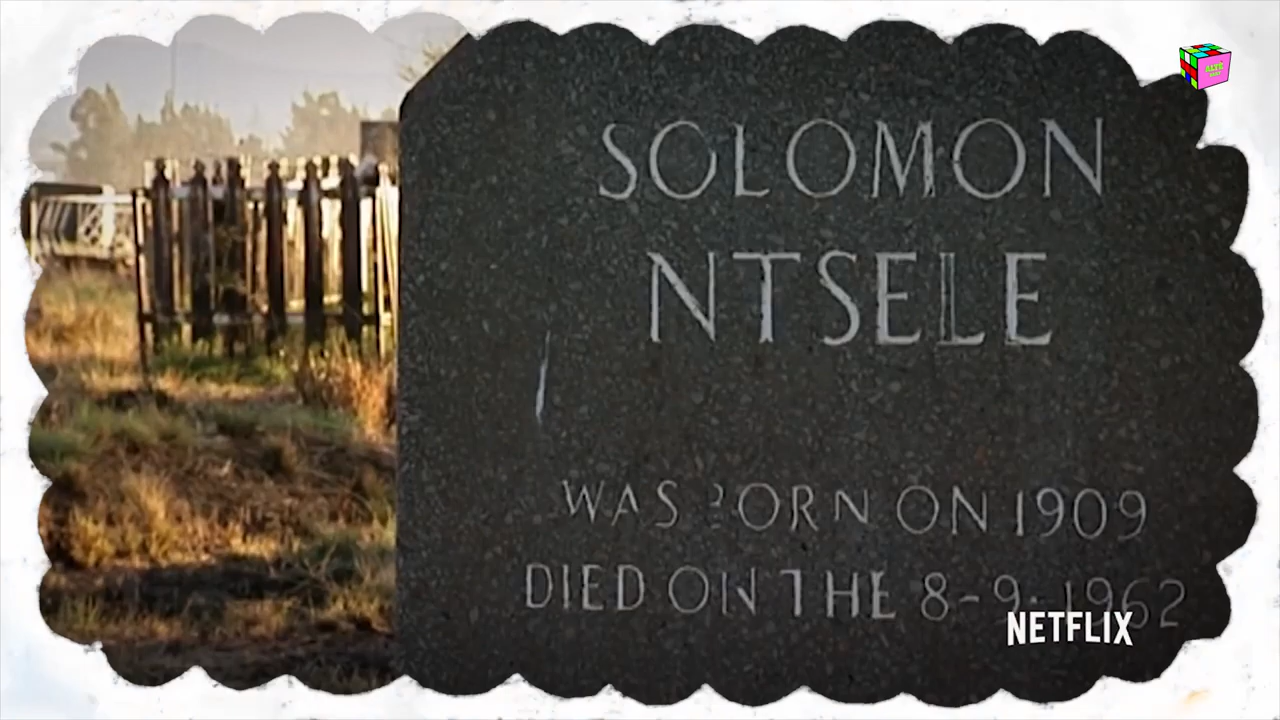 SOLOMON
NTSELE
WAS BORN ON 1909
DIED ON THE 8-9-1962
NETFLIX